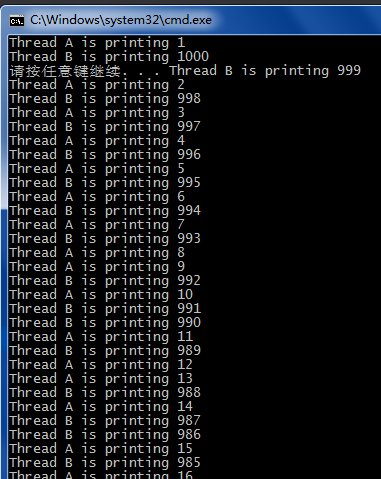 C:\Windows\system32\cmd.exe
Thread A is printing 1
Thread B is printing 1000
请按任意键继续. . . Thread B is printing 999
Thread A is printing 2
Thread B is printing 998
Thread A is printing 3
Thread B is printing 997
Thread A is printing 4
Thread B is printing 996
Thread A is printing 5
Thread B is printing 995
Thread A is printing 6
Thread B is printing 994
Thread A is printing 7
Thread B is printing 993
Thread A is printing 8
Thread A is printing 9
Thread B is printing 992
Thread A is printing 10
Thread B is printing 991
Thread B is printing 990
Thread A is printing 11
Thread B is printing 989
Thread A is printing 12
Thread A is printing 13
Thread B is printing 988
Thread A is printing 14
Thread B is printing 987
Thread B is printing 986
Thread A is printing 15
Thread B is printing 985
Thread A is printing 16